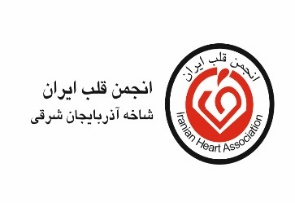 انجمن قلب ایران
شاخه آذربایجان شرقی
انجمن قلب ایران
Iranian Heart Association